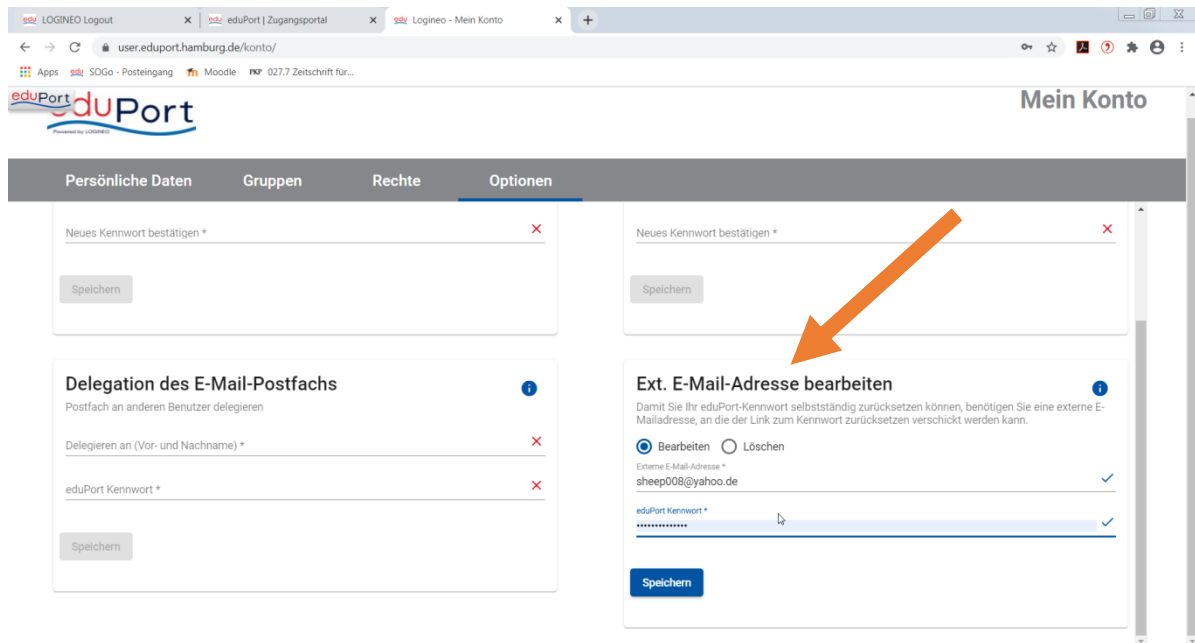 LOGINEO Logout
eduPort | Zugangsportal
Logineo - Mein Konto
user.eduport.hamburg.de/konto/
Apps
SOGo - Posteingang
Moodle
027.7 Zeitschrift für...
eduPort
eduPort
Powered by LOGINEO
Mein Konto
Persönliche Daten
Gruppen
Rechte
Optionen
Neues Kennwort bestätigen *
Speichern
Neues Kennwort bestätigen *
Speichern
Delegation des E-Mail-Postfachs
Postfach an anderen Benutzer delegieren
Delegieren an (Vor- und Nachname) *
eduPort Kennwort *
Speichern
Ext. E-Mail-Adresse bearbeiten
Damit Sie Ihr eduPort-Kennwort selbstständig zurücksetzen können, benötigen Sie eine externe E-
Mailadresse, an die der Link zum Kennwort zurücksetzen verschickt werden kann.
Bearbeiten
Löschen
Externe E-Mail-Adresse *
sheep008@yahoo.de
eduPort Kennwort *
••••••••••••••
Speichern